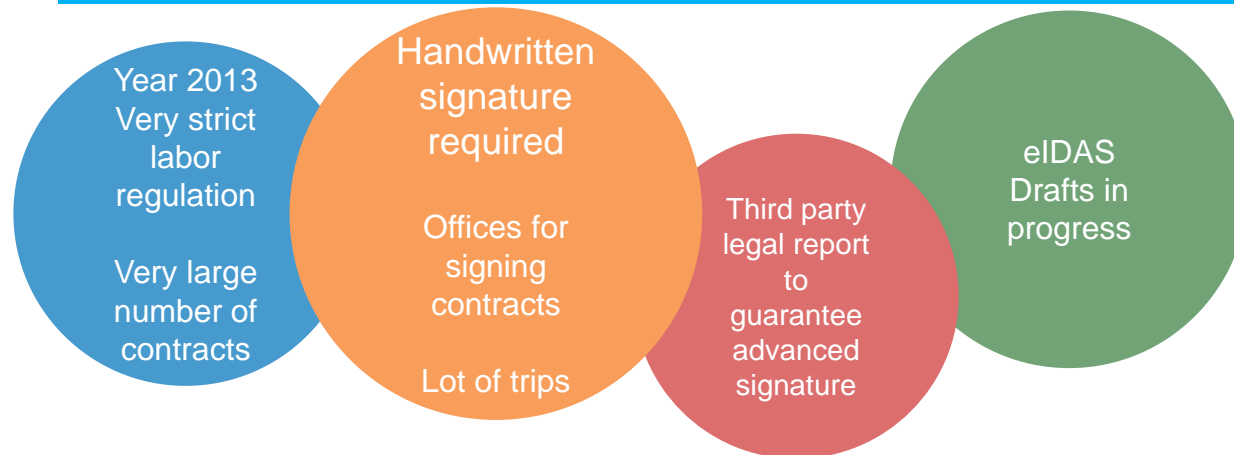 Year 2013
Very strict
labor
regulation
Very large
number of
contracts
Handwritten
signature
required
Offices for
signing
contracts
Lot of trips
Third party
legal report
to
guarantee
advanced
signature
eIDAS
Drafts in
progress